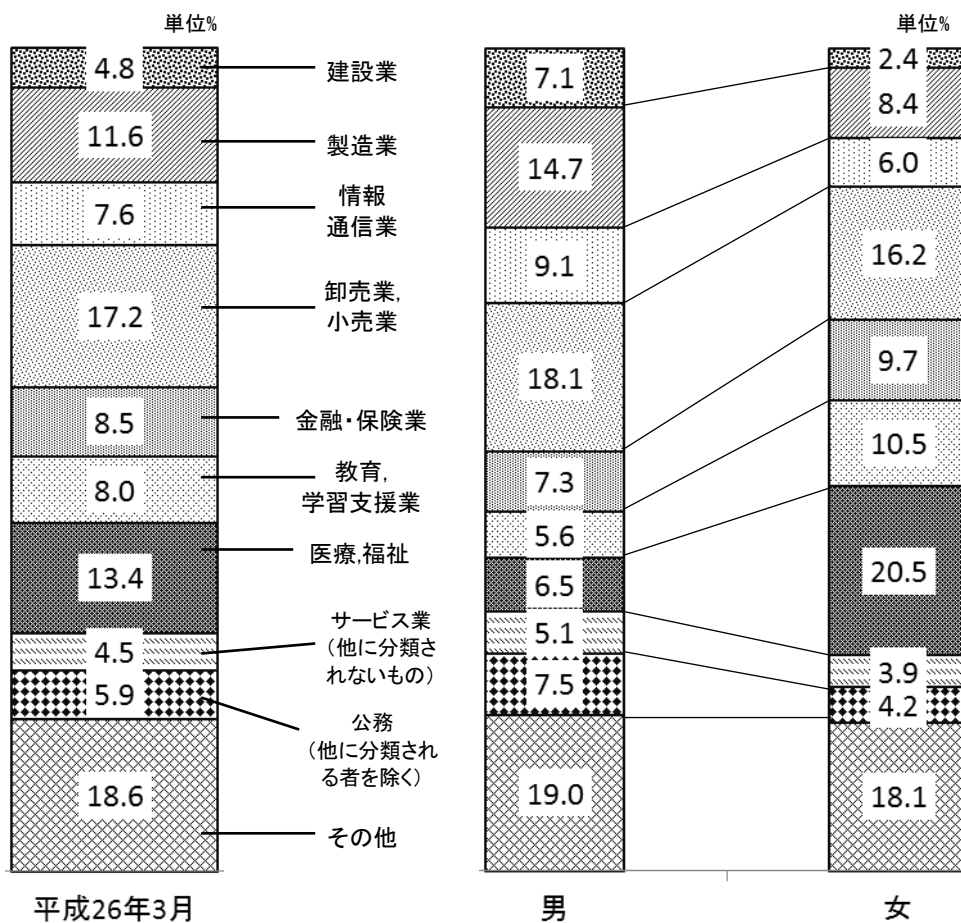 単位%
単位%
4.8
11.6
7.6
17.2
8.5
8.0
13.4
4.5
5.9
18.6
建設業
製造業
情報
通信業
卸売業,
小売業
金融・保険業
教育,
学習支援業
医療,福祉
サービス業
(他に分類さ
れないもの)
公務
(他に分類され
る者を除く)
その他
7.1
14.7
9.1
18.1
7.3
5.6
6.5
5.1
7.5
19.0
2.4
8.4
6.0
16.2
9.7
10.5
20.5
3.9
4.2
18.1
平成26年3月
男
女